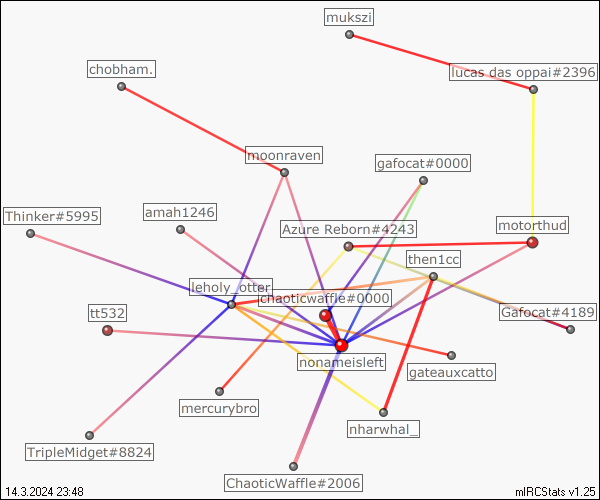 mukszi
lucas das oppai#2396
chobham.
moonraven
gafocat#0000
Thinker#5995
amah1246
Azure Reborn#4243
motorthud
then1cc
leholy_otter
chaoticwaffle#0000
Gafocat#4189
tt532
nonameisleft
gateauxcatto
mercurybro
nharwhal_
TripleMidget#8824
ChaoticWaffle#2006
14.3.2024 23:48
mIRCStats v1.25